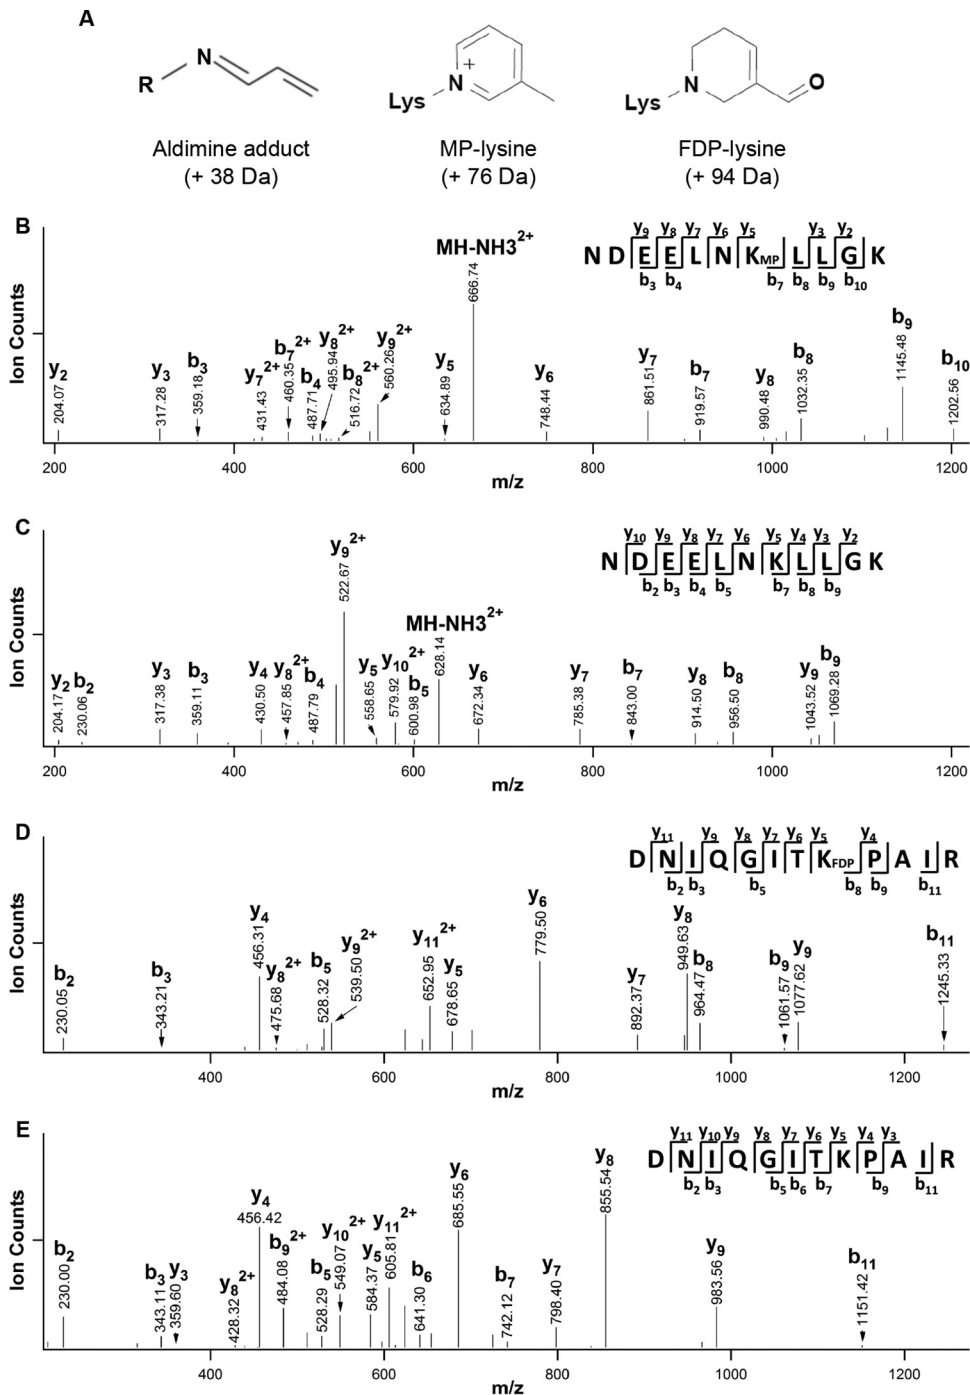 A
R N
Lys N +
Lys N O
Aldimine adduct
(+ 38 Da)
MP-lysine
(+ 76 Da)
FDP-lysine
(+ 94 Da)
B
Ion Counts
y2 204.07
y3 317.28
b3 359.18
y7 2+ 431.43
b7 2+ 460.35
b4 487.71
y8 2+ 495.94
b8 2+ 516.72
y9 2+ 560.26
y5 634.89
MH-NH3 2+ 666.74
y6 748.44
y7 861.51
b7 919.57
y8 990.48
b8 1032.35
b9 1145.48
b10 1202.56
y9 y8 y7 y6 y5 y3 y2
N D E E L N K MP L L G K
b3 b4 b7 b8 b9 b10
200 400 600 800 1000 1200
m/z
C
Ion Counts
y2 204.17
b2 230.06
y3 317.38
b3 359.11
y4 430.50
y8 2+ 457.85
b4 487.79
y9 2+ 522.67
y5 558.65
y10 2+ 579.92
b5 600.98
MH-NH3 2+ 628.14
y6 672.34
y7 785.38
b7 843.00
y8 914.50
b8 956.50
y9 1043.52
b9 1069.28
y10 y9 y8 y7 y6 y5 y4 y3 y2
N D E E L N K L L G K
b2 b3 b4 b5 b7 b8 b9
200 400 600 800 1000 1200
m/z
D
Ion Counts
b2 230.05
b3 343.21
y4 456.31
y8 2+ 475.68
b5 528.32
y9 2+ 539.50
y11 2+ 652.95
y5 678.65
y6 779.50
y7 892.37
y8 949.63
b8 964.47
b9 1061.57
y9 1077.62
b11 1245.33
y11 y9 y8 y7 y6 y5 y4
D N I Q G I T K FDP P A I R
b2 b3 b5 b8 b9 b11
400 600 800 1000 1200
m/z
E
Ion Counts
b2 230.00
b3 343.11
y3 359.60
y8 2+ 428.32
y4 456.42
b9 2+ 484.08
b5 528.29
y10 2+ 549.07
y5 584.37
y11 2+ 605.81
b6 641.30
y6 685.55
b7 742.12
y7 798.40
y8 855.54
y9 983.56
b11 1151.42
y11 y10 y9 y8 y7 y6 y5 y4 y3
D N I Q G I T K P A I R
b2 b3 b5 b6 b7 b9 b11
400 600 800 1000 1200
m/z